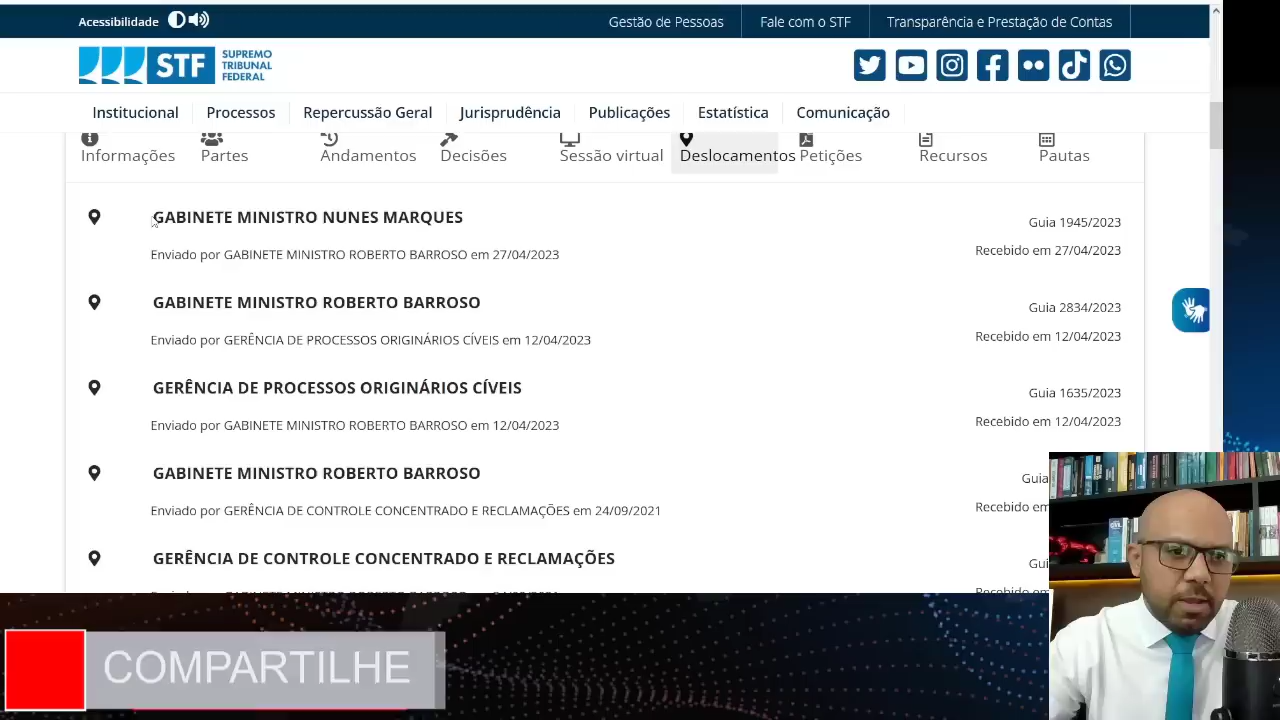 Acessibilidade
Gestão de Pessoas
Fale com o STF
Transparência e Prestação de Contas
STF
SUPREMO
TRIBUNAL
FEDERAL
Institucional
Processos
Repercussão Geral
Jurisprudência
Publicações
Estatística
Comunicação
Informações
Partes
Andamentos
Decisões
Sessão virtual
Deslocamentos
Petições
Recursos
Pautas
GABINETE MINISTRO NUNES MARQUES
Guia 1945/2023
Enviado por GABINETE MINISTRO ROBERTO BARROSO em 27/04/2023
Recebido em 27/04/2023
GABINETE MINISTRO ROBERTO BARROSO
Guia 2834/2023
Enviado por GERÊNCIA DE PROCESSOS ORIGINÁRIOS CÍVEIS em 12/04/2023
Recebido em 12/04/2023
GERÊNCIA DE PROCESSOS ORIGINÁRIOS CÍVEIS
Guia 1635/2023
Enviado por GABINETE MINISTRO ROBERTO BARROSO em 12/04/2023
Recebido em 12/04/2023
GABINETE MINISTRO ROBERTO BARROSO
Guia
Enviado por GERÊNCIA DE CONTROLE CONCENTRADO E RECLAMAÇÕES em 24/09/2021
Recebido em
GERÊNCIA DE CONTROLE CONCENTRADO E RECLAMAÇÕES
COMPARTILHE